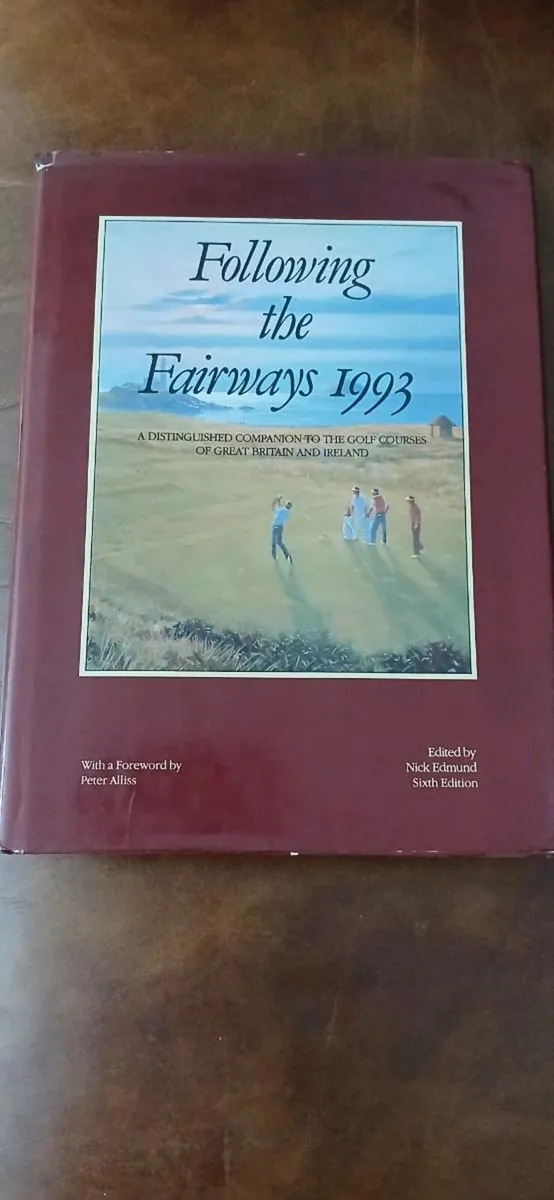 Following
the
Fairways 1993
A DISTINGUISHED COMPANION TO THE GOLF COURSES
OF GREAT BRITAIN AND IRELAND
With a Foreword by
Peter Alliss
Edited by
Nick Edmund
Sixth Edition